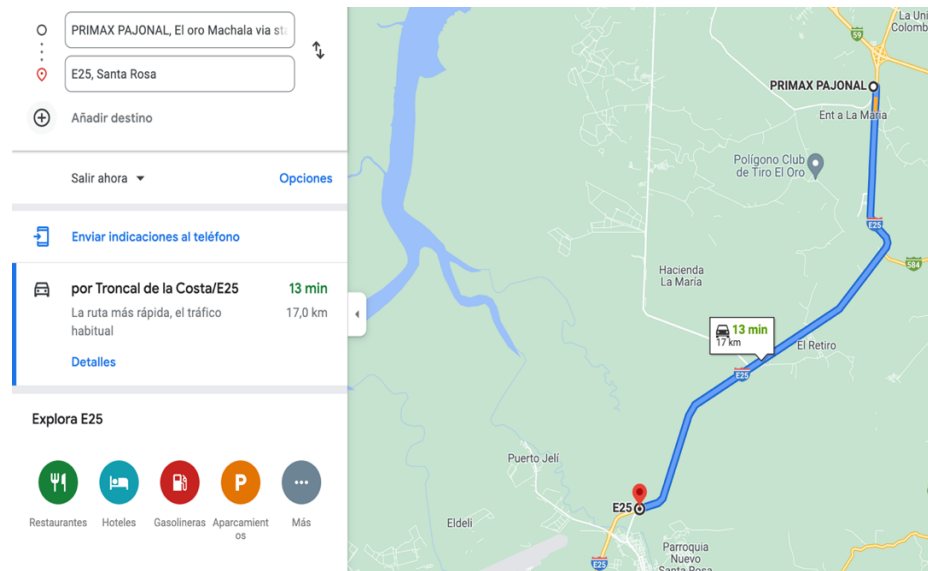 PRIMAX PAJONAL, El oro Machala via sta
E25, Santa Rosa
Añadir destino
Salir ahora
Opciones
Enviar indicaciones al teléfono
por Troncal de la Costa/E25
13 min
La ruta más rápida, el tráfico
habitual
17,0 km
Detalles
Explora E25
Restaurantes
Hoteles
Gasolineras
Aparcamient
os
Más
La Uni
Colomb
59
PRIMAX PAJONAL
Ent a La Maria
Polígono Club
de Tiro El Oro
E25
584
Hacienda
La María
13 min
17 km
El Retiro
E25
Puerto Jelí
E25
Eldeli
E25
Parroquia
Nuevo
Santa Rosa